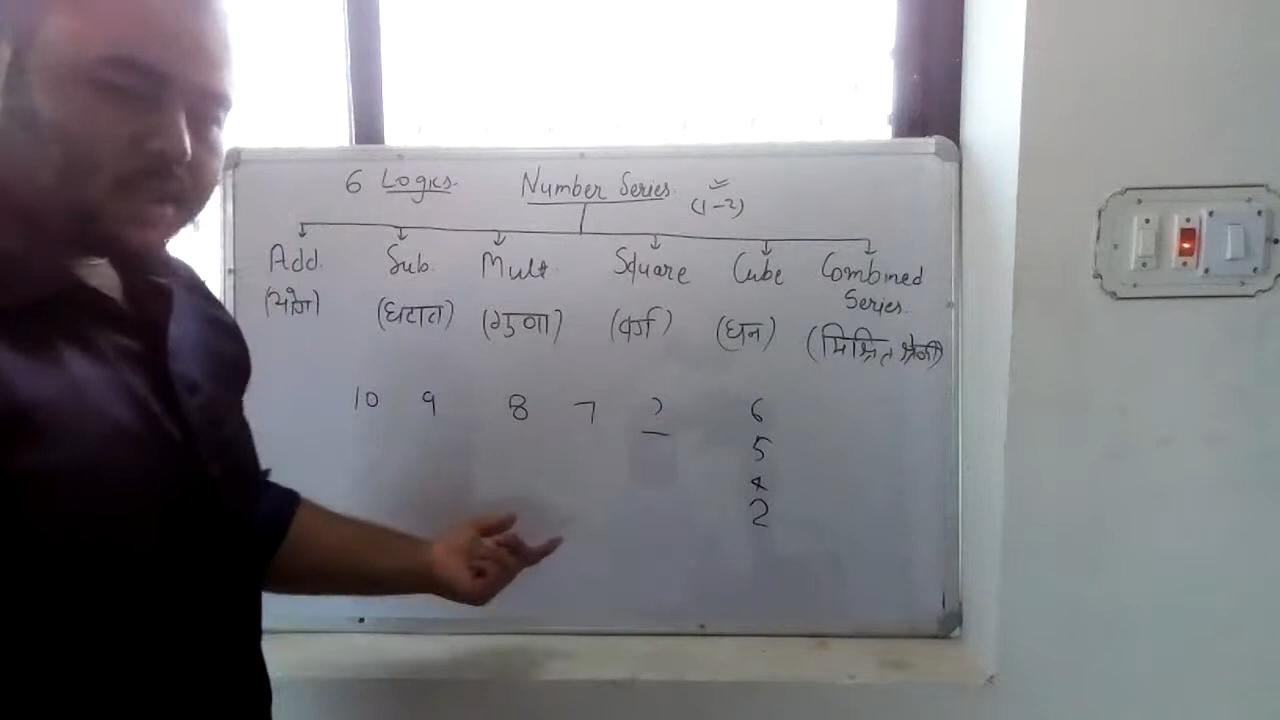 6 Logics Number Series (1-2)
Add. Sub. Mult. Square Cube Combined Series.
(योग) (घटाव) (गुणा) (वर्ग) (घन) (मिश्रित श्रेणी)
10 9 8 7 ? 6
5
4
2